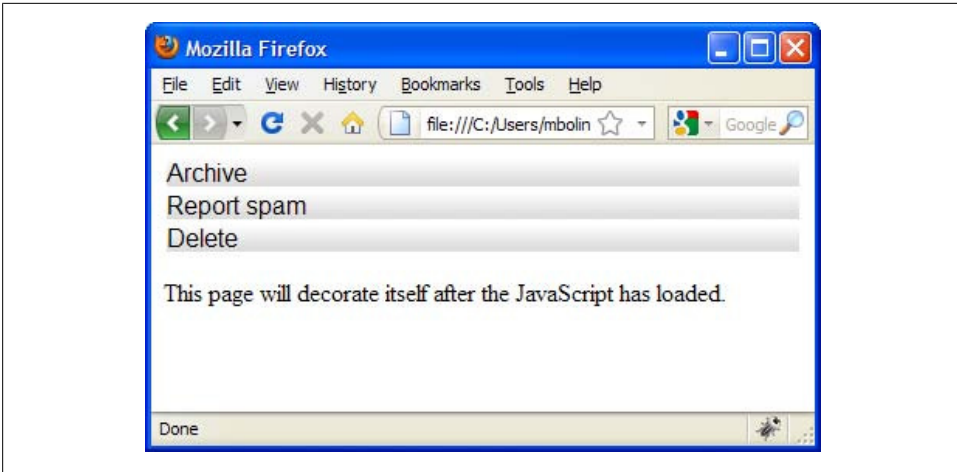 Mozilla Firefox
File Edit View History Bookmarks Tools Help
file:///C:/Users/mbolin Google
Archive
Report spam
Delete
This page will decorate itself after the JavaScript has loaded.
Done